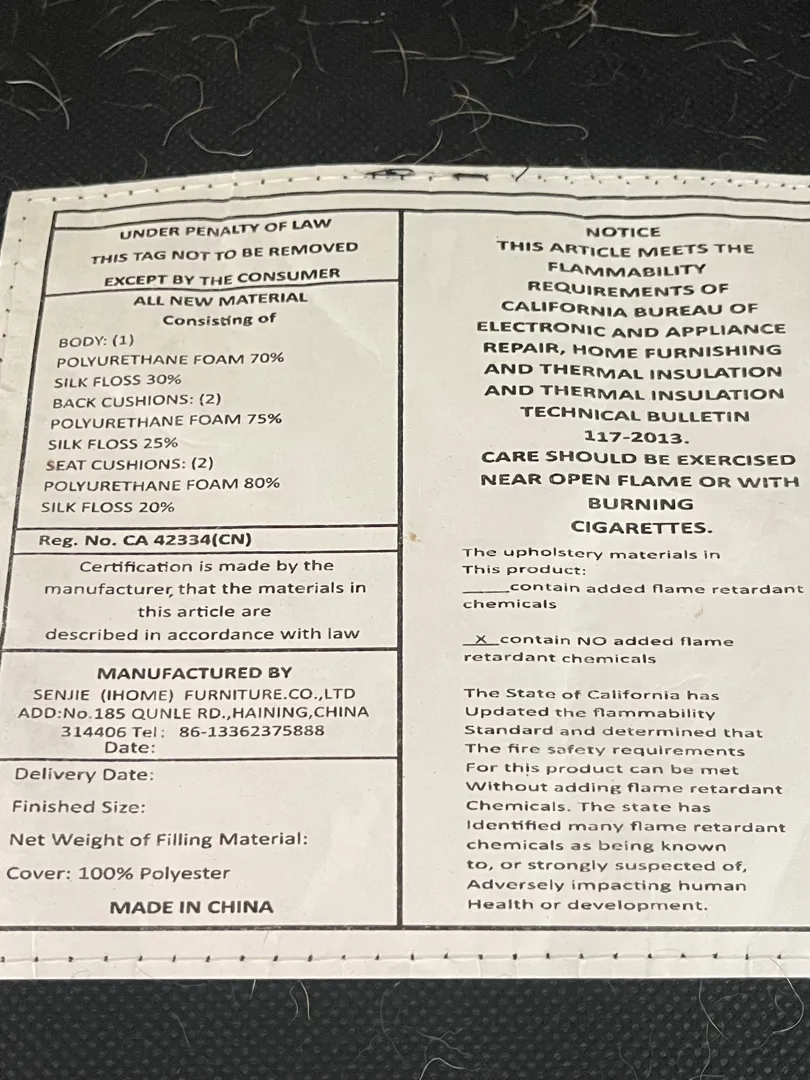 UNDER PENALTY OF LAW
THIS TAG NOT TO BE REMOVED
EXCEPT BY THE CONSUMER
ALL NEW MATERIAL
Consisting of
BODY: (1)
POLYURETHANE FOAM 70%
SILK FLOSS 30%
BACK CUSHIONS: (2)
POLYURETHANE FOAM 75%
SILK FLOSS 25%
SEAT CUSHIONS: (2)
POLYURETHANE FOAM 80%
SILK FLOSS 20%
Reg. No. CA 42334(CN)
Certification is made by the
manufacturer, that the materials in
this article are
described in accordance with law
MANUFACTURED BY
SENJIE (IHOME) FURNITURE.CO.,LTD
ADD:No.185 QUNLE RD.,HAINING,CHINA
314406 Tel: 86-13362375888
Date:
Delivery Date:
Finished Size:
Net Weight of Filling Material:
Cover: 100% Polyester
MADE IN CHINA
NOTICE
THIS ARTICLE MEETS THE
FLAMMABILITY
REQUIREMENTS OF
CALIFORNIA BUREAU OF
ELECTRONIC AND APPLIANCE
REPAIR, HOME FURNISHING
AND THERMAL INSULATION
AND THERMAL INSULATION
TECHNICAL BULLETIN
117-2013.
CARE SHOULD BE EXERCISED
NEAR OPEN FLAME OR WITH
BURNING
CIGARETTES.
The upholstery materials in
This product:
_____contain added flame retardant
chemicals
__X__contain NO added flame
retardant chemicals
The State of California has
Updated the flammability
Standard and determined that
The fire safety requirements
For this product can be met
Without adding flame retardant
Chemicals. The state has
Identified many flame retardant
chemicals as being known
to, or strongly suspected of,
Adversely impacting human
Health or development.